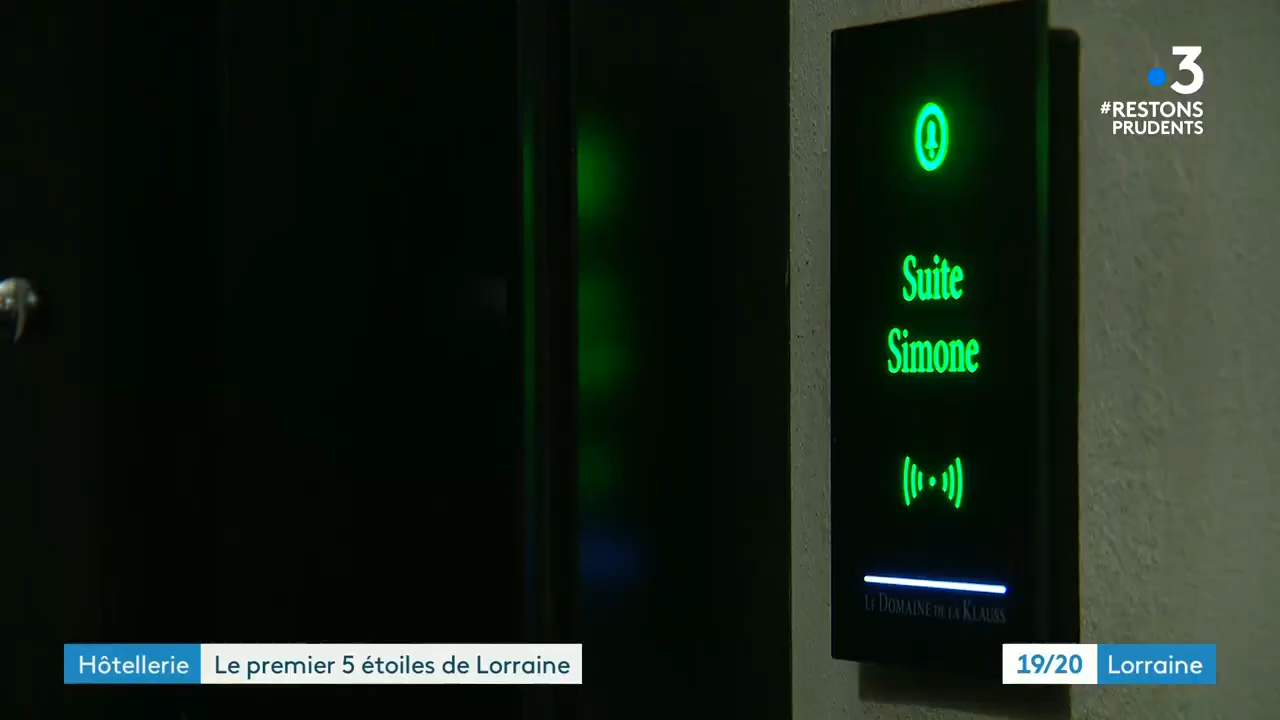 3
#RESTONS
PRUDENTS
Suite
Simone
LE DOMAINE DE LA KLAUSS
Hôtellerie
Le premier 5 étoiles de Lorraine
19/20
Lorraine